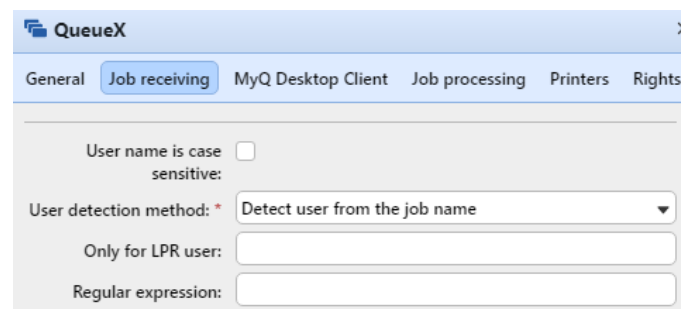 QueueX
General Job receiving MyQ Desktop Client Job processing Printers Rights
User name is case
sensitive:
User detection method: * Detect user from the job name
Only for LPR user:
Regular expression: